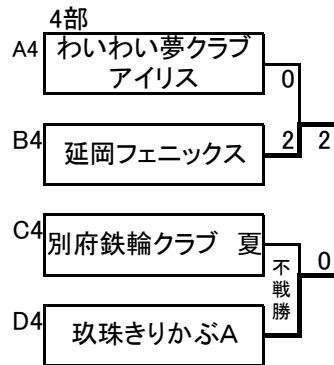 4部
A4
わいわい夢クラブ
アイリス
0
B4
延岡フェニックス
2
2
C4
別府鉄輪クラブ 夏
不戦勝
0
D4
玖珠きりかぶA